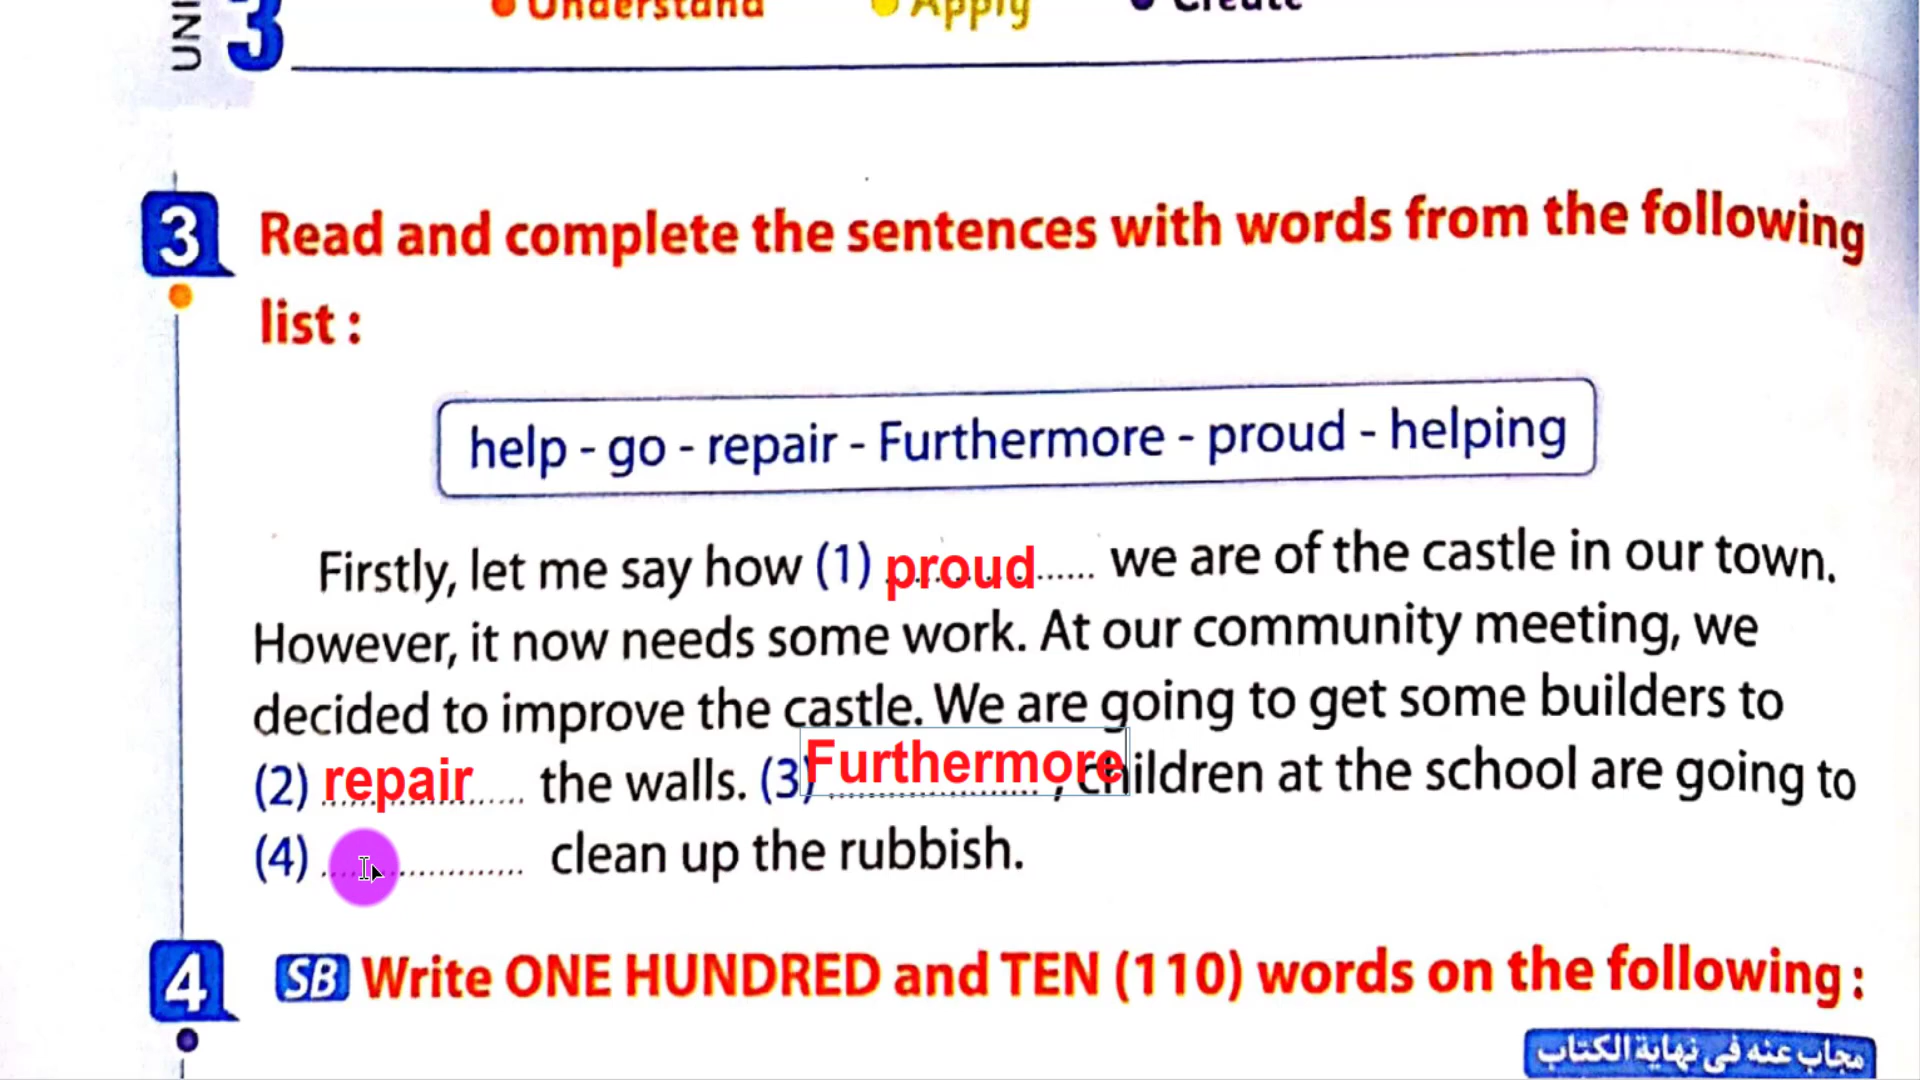 UNI
3
Understand Apply Create
3 Read and complete the sentences with words from the following
list :
help - go - repair - Furthermore - proud - helping
Firstly, let me say how (1) proud ...... we are of the castle in our town.
However, it now needs some work. At our community meeting, we
decided to improve the castle. We are going to get some builders to
(2) repair ...... the walls. (3) Furthermore , children at the school are going to
(4) .................... clean up the rubbish.
4 SB Write ONE HUNDRED and TEN (110) words on the following :
مجاب عنه فى نهاية الكتاب